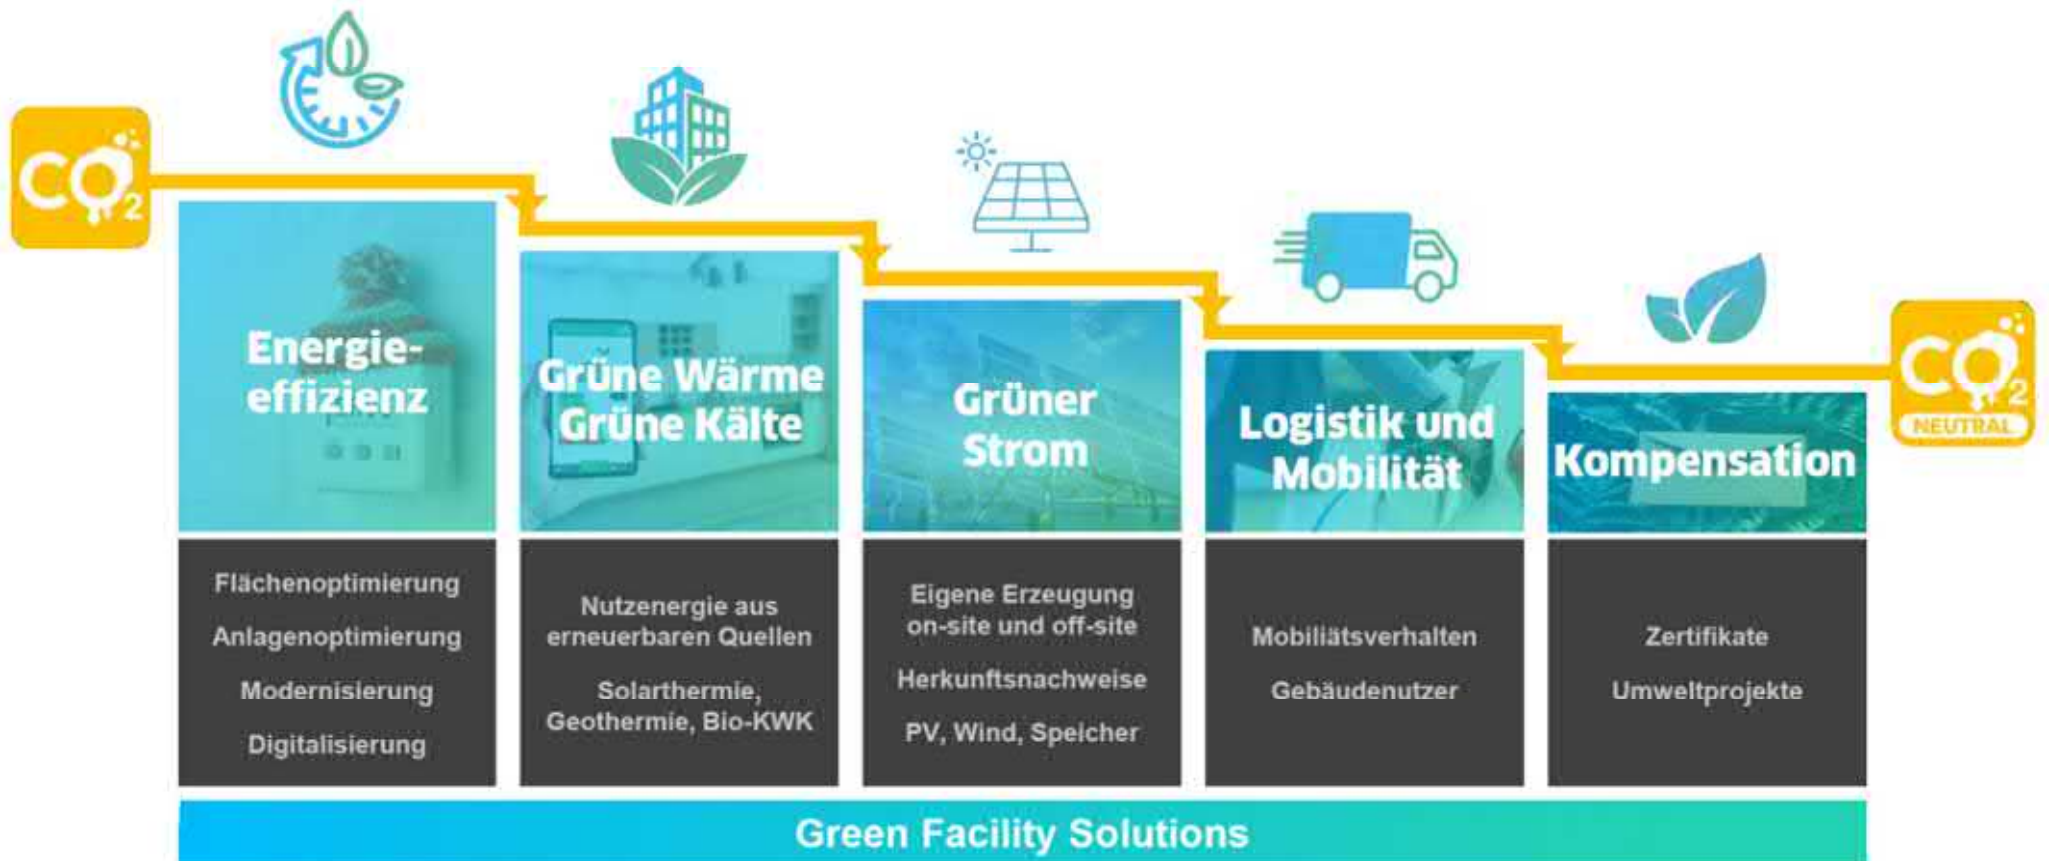 CO2
Energie-
effizienz
Grüne Wärme
Grüne Kälte
Grüner
Strom
Logistik und
Mobilität
Kompensation
CO2
NEUTRAL
Flächenoptimierung
Anlagenoptimierung
Modernisierung
Digitalisierung
Nutzenergie aus
erneuerbaren Quellen
Solarthermie,
Geothermie, Bio-KWK
Eigene Erzeugung
on-site und off-site
Herkunftsnachweise
PV, Wind, Speicher
Mobiliätsverhalten
Gebäudenutzer
Zertifikate
Umweltprojekte
Green Facility Solutions